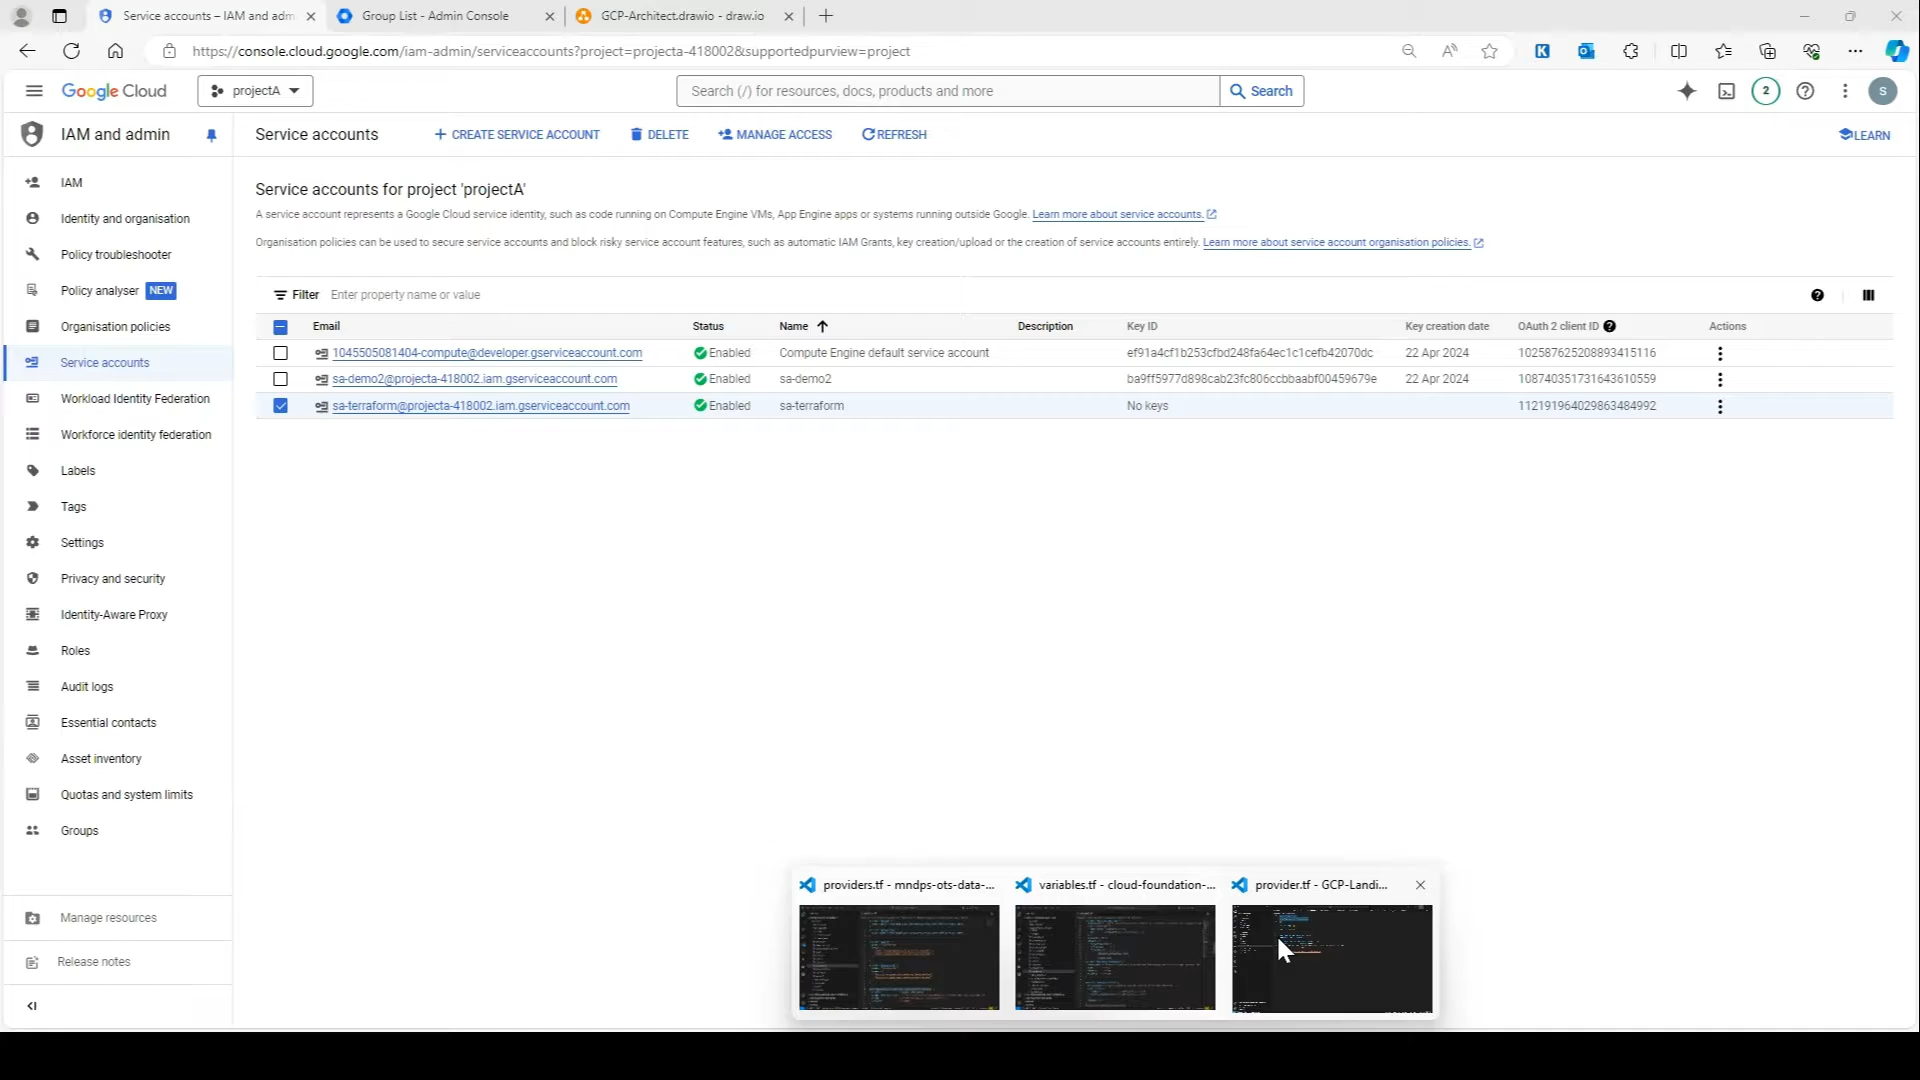 Service accounts – IAM and adm
Group List - Admin Console
GCP-Architect.drawio - draw.io
https://console.cloud.google.com/iam-admin/serviceaccounts?project=projecta-418002&supportedpurview=project
Google Cloud
projectA
Search (/) for resources, docs, products and more
Search
2
S
IAM and admin
Service accounts
CREATE SERVICE ACCOUNT
DELETE
MANAGE ACCESS
REFRESH
LEARN
IAM
Identity and organisation
Policy troubleshooter
Policy analyser NEW
Organisation policies
Service accounts
Workload Identity Federation
Workforce identity federation
Labels
Tags
Settings
Privacy and security
Identity-Aware Proxy
Roles
Audit logs
Essential contacts
Asset inventory
Quotas and system limits
Groups
Manage resources
Release notes
Service accounts for project 'projectA'
A service account represents a Google Cloud service identity, such as code running on Compute Engine VMs, App Engine apps or systems running outside Google. Learn more about service accounts.
Organisation policies can be used to secure service accounts and block risky service account features, such as automatic IAM Grants, key creation/upload or the creation of service accounts entirely. Learn more about service account organisation policies.
Filter Enter property name or value
Email Status Name Description Key ID Key creation date OAuth 2 client ID Actions
1045505081404-compute@developer.gserviceaccount.com Enabled Compute Engine default service account ef91a4cf1b253cfbd248fa64ec1c1cefb42070dc 22 Apr 2024 102587625208893415116
sa-demo2@projecta-418002.iam.gserviceaccount.com Enabled sa-demo2 ba9ff5977d898cab23fc806ccbbaabf00459679e 22 Apr 2024 108740351731643610559
sa-terraform@projecta-418002.iam.gserviceaccount.com Enabled sa-terraform No keys 112191964029863484992
providers.tf - mndps-ots-data-...
variables.tf - cloud-foundation-...
provider.tf - GCP-Landi...